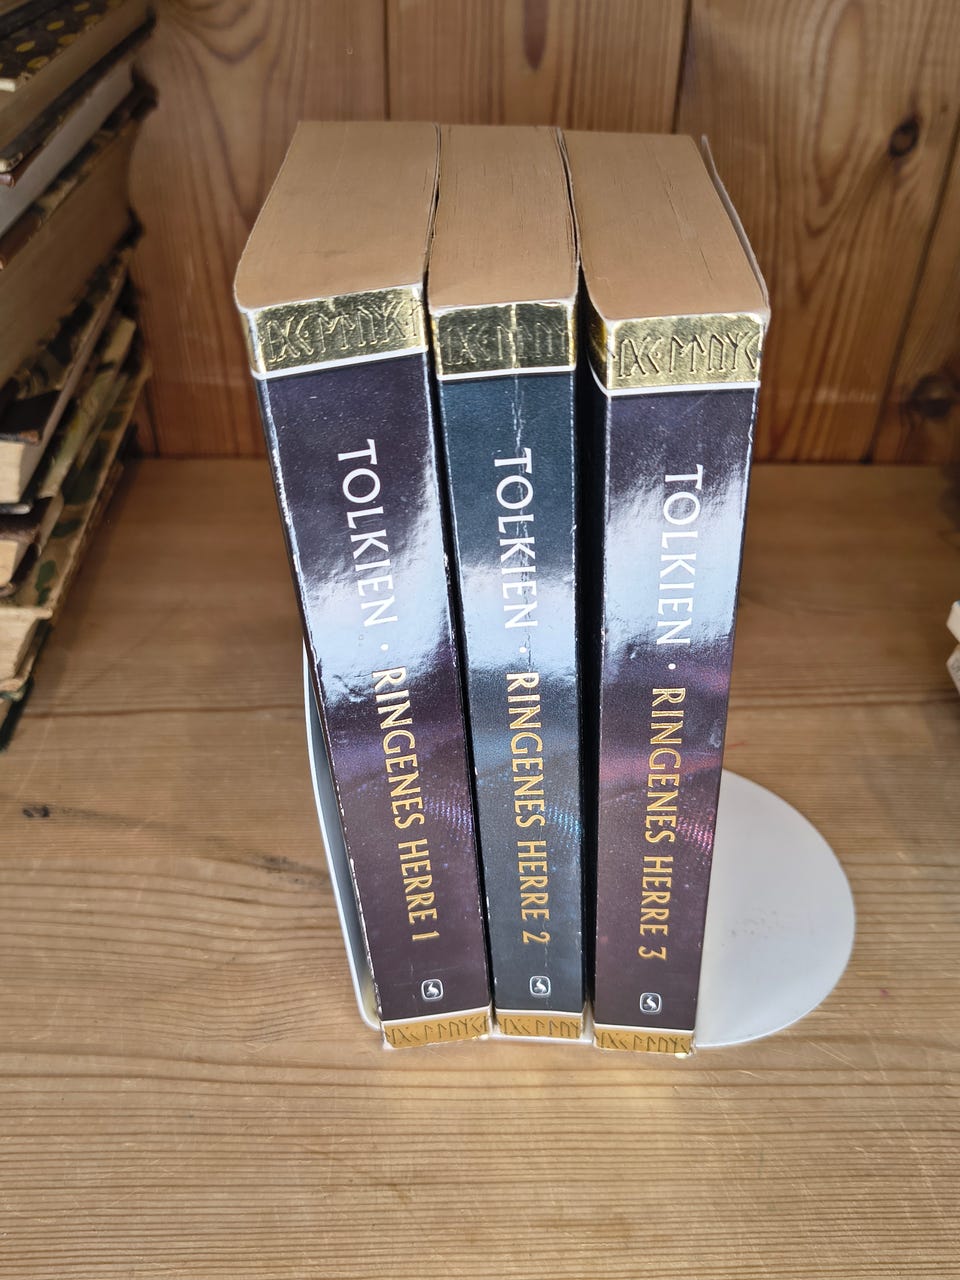 TOLKIEN · RINGENES HERRE 1
TOLKIEN · RINGENES HERRE 2
TOLKIEN · RINGENES HERRE 3